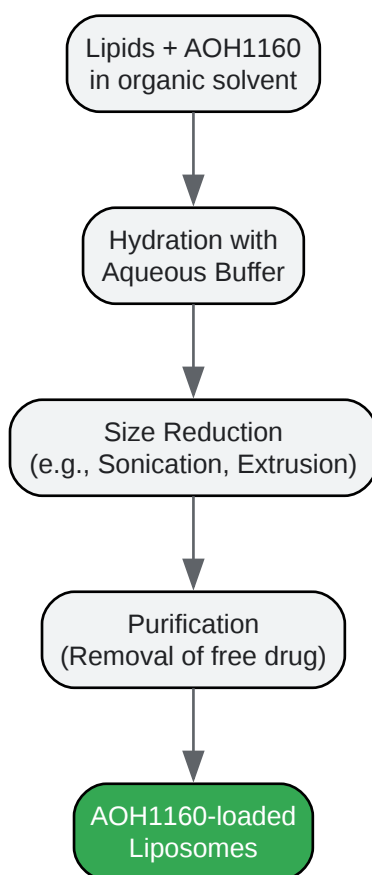 Lipids + AOH1160
in organic solvent
Hydration with
Aqueous Buffer
Size Reduction
(e.g., Sonication, Extrusion)
Purification
(Removal of free drug)
AOH1160-loaded
Liposomes